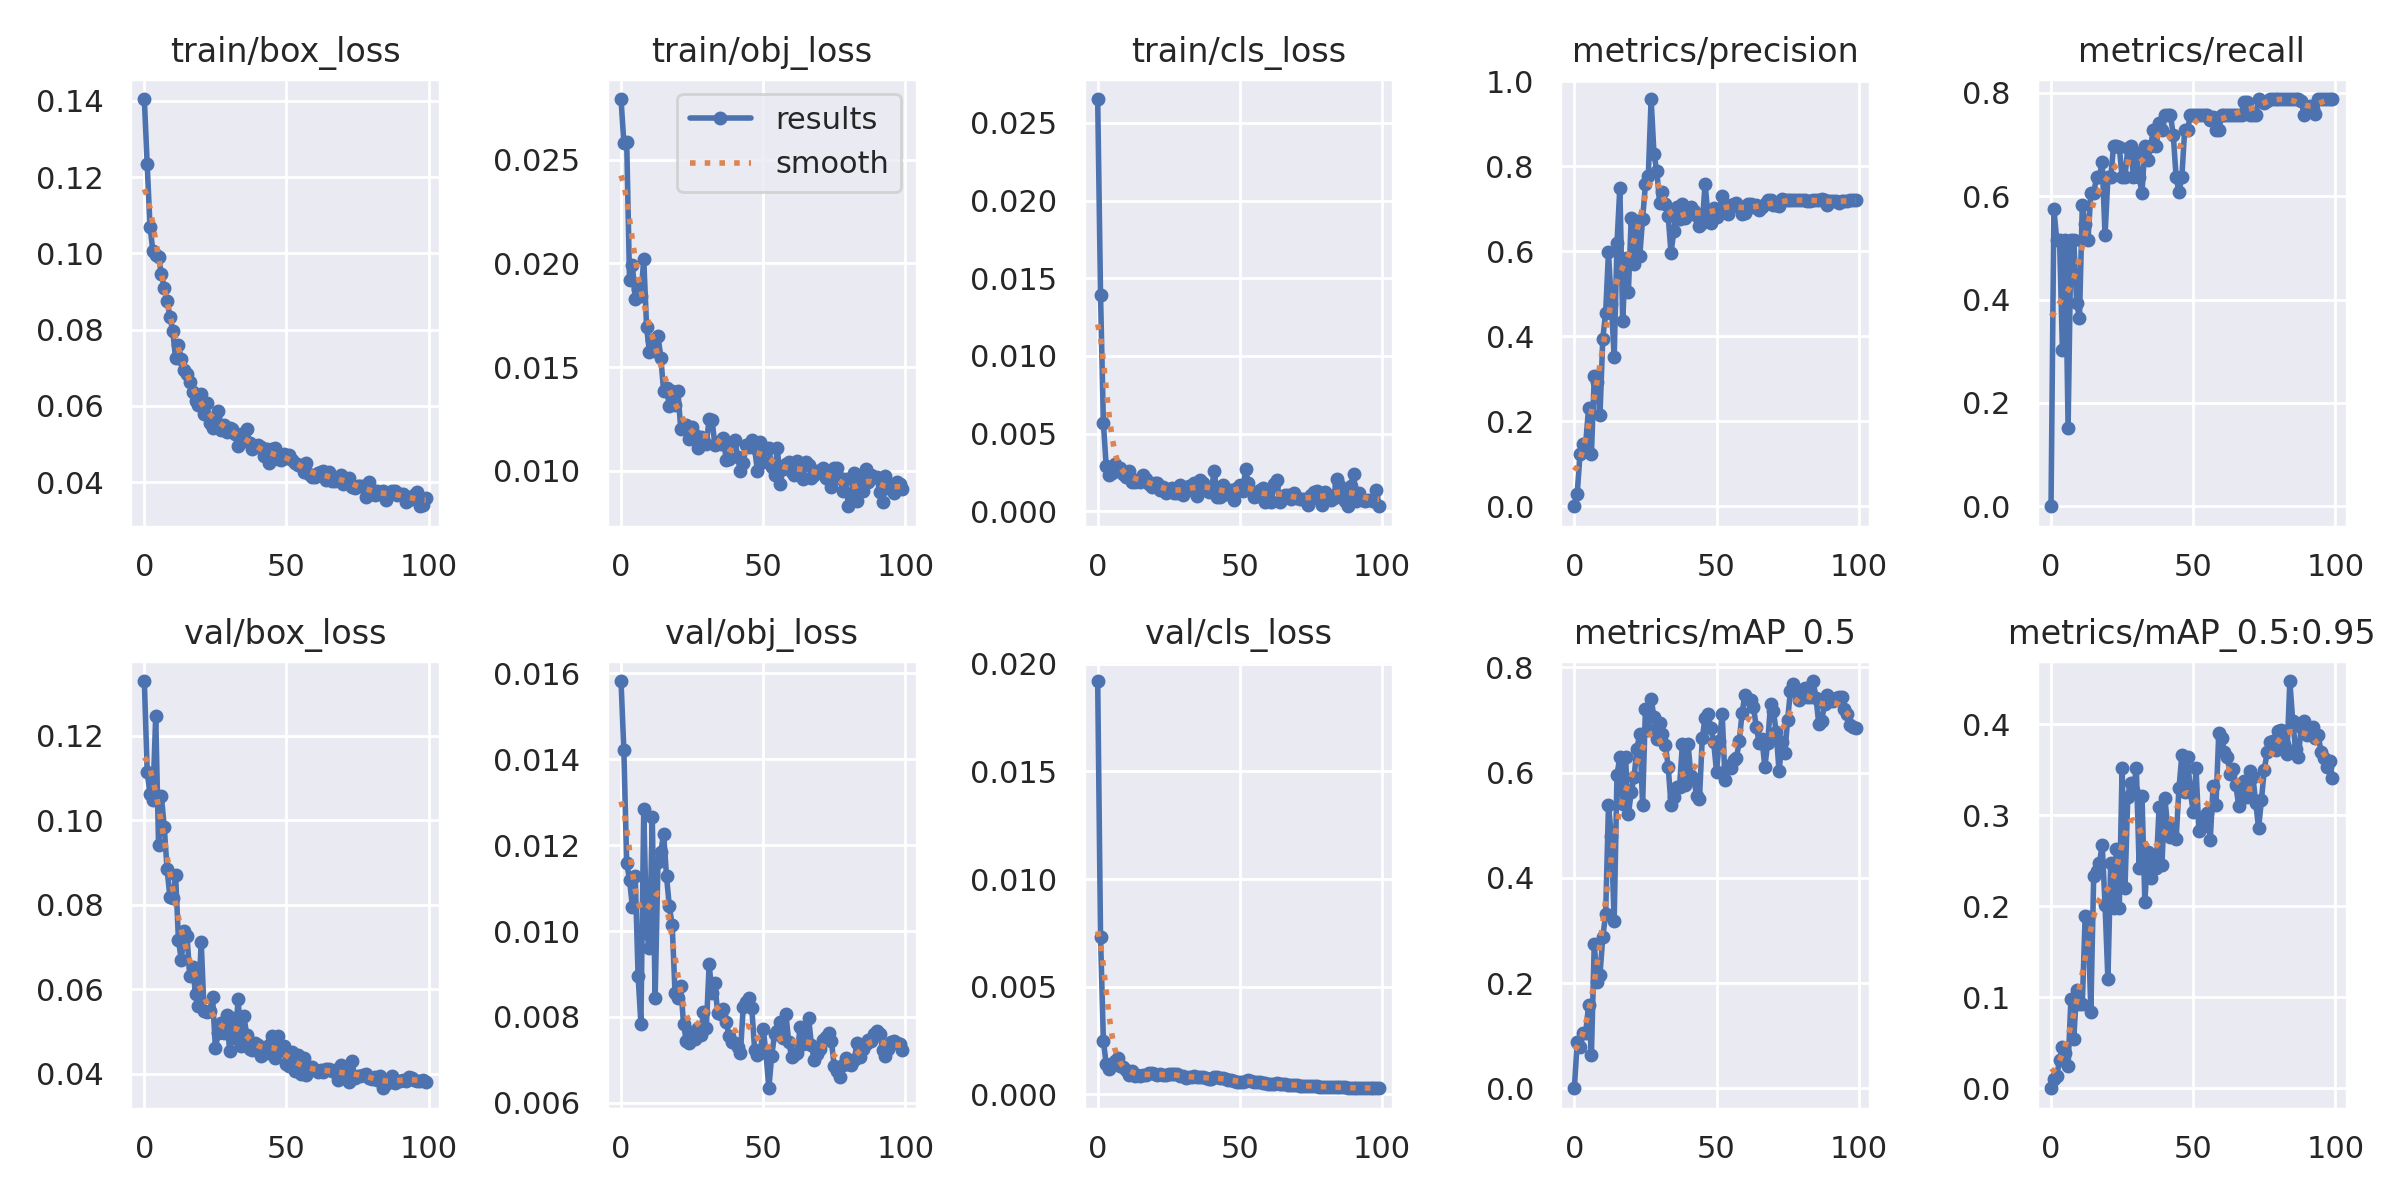 train/box_loss
0.14
0.12
0.10
0.08
0.06
0.04
0 50 100
train/obj_loss
results
smooth
0.025
0.020
0.015
0.010
0 50 100
train/cls_loss
0.025
0.020
0.015
0.010
0.005
0.000
0 50 100
metrics/precision
1.0
0.8
0.6
0.4
0.2
0.0
0 50 100
metrics/recall
0.8
0.6
0.4
0.2
0.0
0 50 100
val/box_loss
0.12
0.10
0.08
0.06
0.04
0 50 100
val/obj_loss
0.016
0.014
0.012
0.010
0.008
0.006
0 50 100
val/cls_loss
0.020
0.015
0.010
0.005
0.000
0 50 100
metrics/mAP_0.5
0.8
0.6
0.4
0.2
0.0
0 50 100
metrics/mAP_0.5:0.95
0.4
0.3
0.2
0.1
0.0
0 50 100